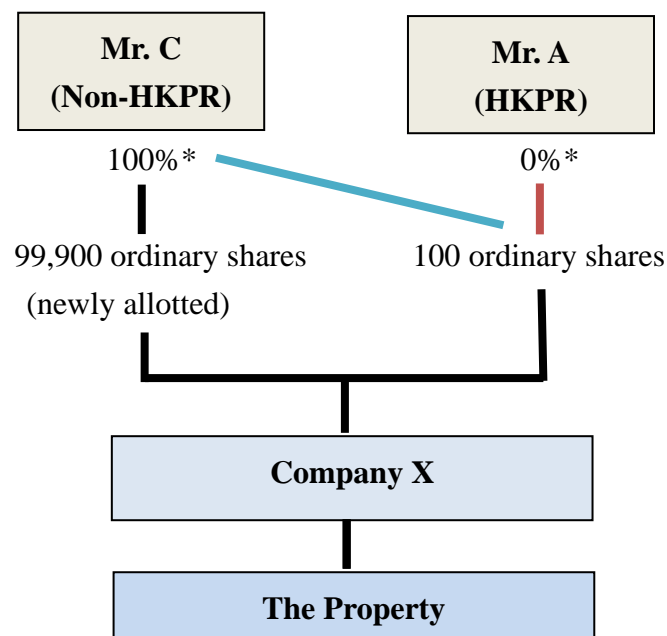 Mr. C
(Non-HKPR)
Mr. A
(HKPR)
100%*
0%*
99,900 ordinary shares
(newly allotted)
100 ordinary shares
Company X
The Property